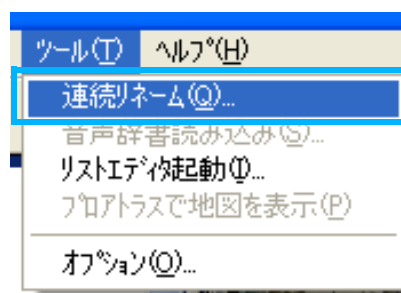 ツール(T) ヘルプ(H)
連続リネーム(Q)...
音声辞書読み込み(S)...
リストエディタ起動(I)...
プロアトラスで地図を表示(P)
オプション(O)...